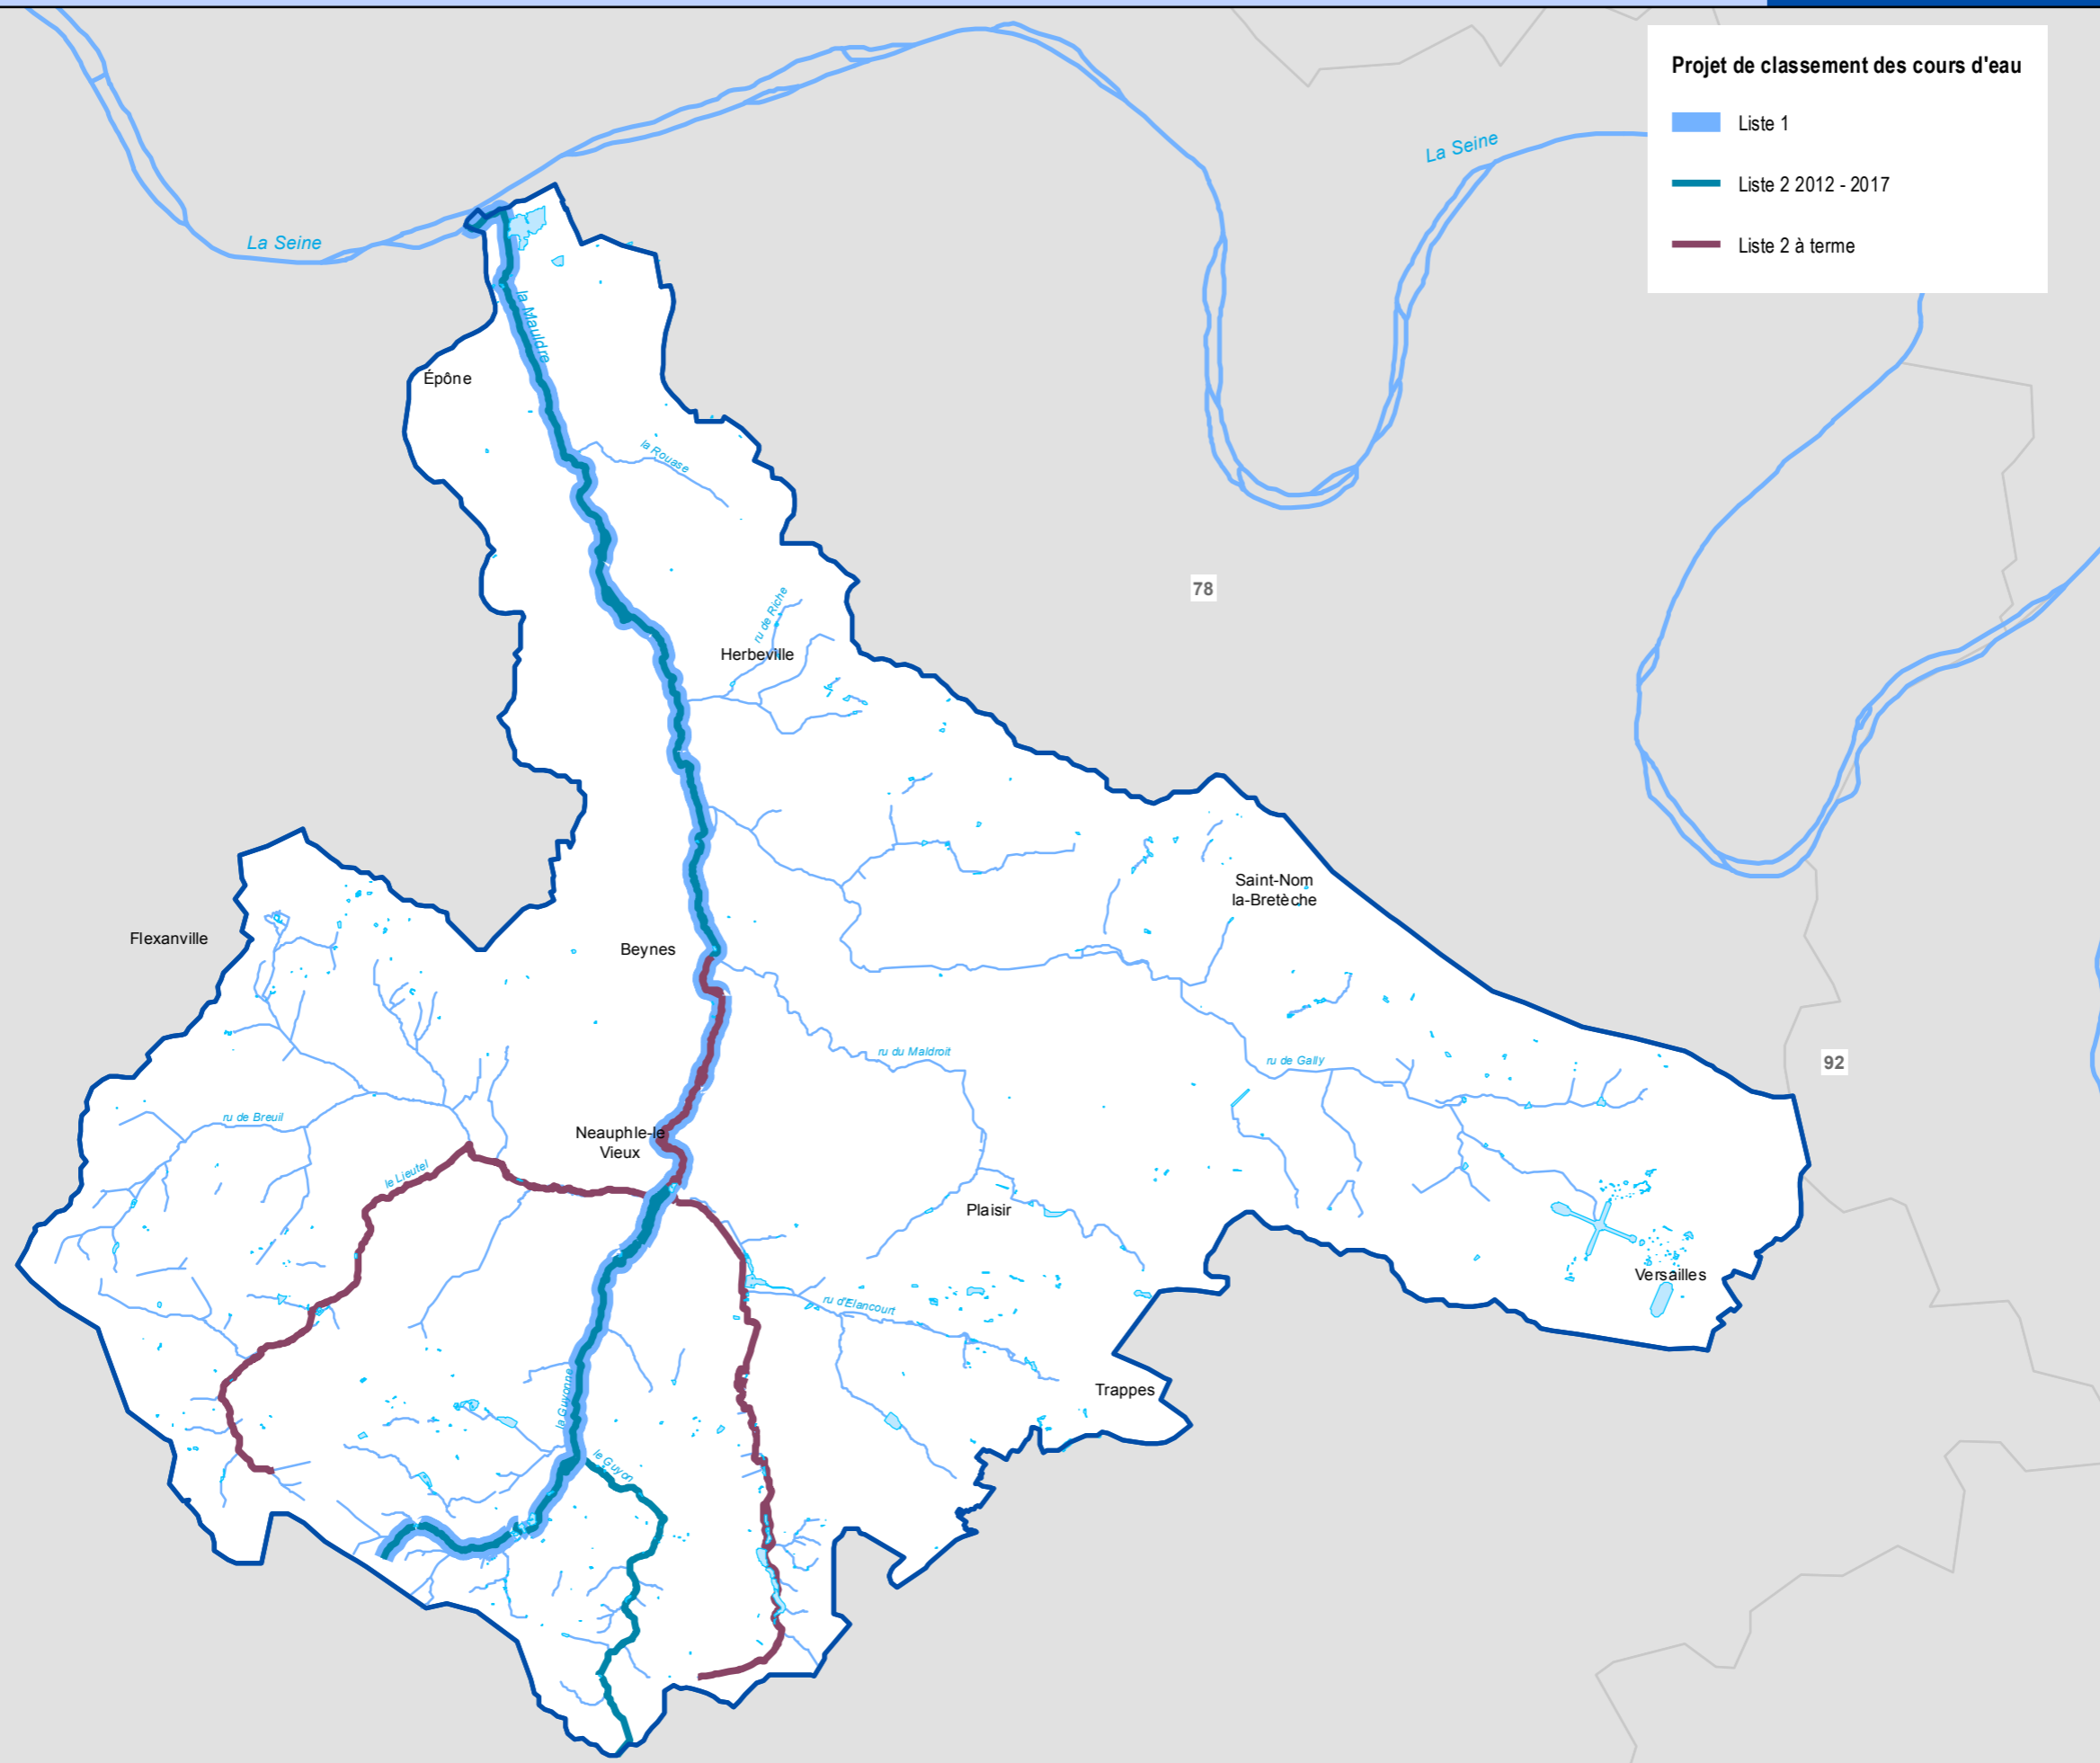 Projet de classement des cours d'eau
Liste 1
Liste 2 2012 - 2017
Liste 2 à terme
La Seine
La Seine
la Mauldre
Épône
la Rouase
78
ru de Riche
Herbeville
Saint-Nom
la-Bretèche
Flexanville
Beynes
ru du Maldroit
ru de Gally
92
ru de Breuil
Neauphle-le
Vieux
le Lieutel
Plaisir
Versailles
ru d'Elancourt
Trappes
la Guyonne
le Guyon